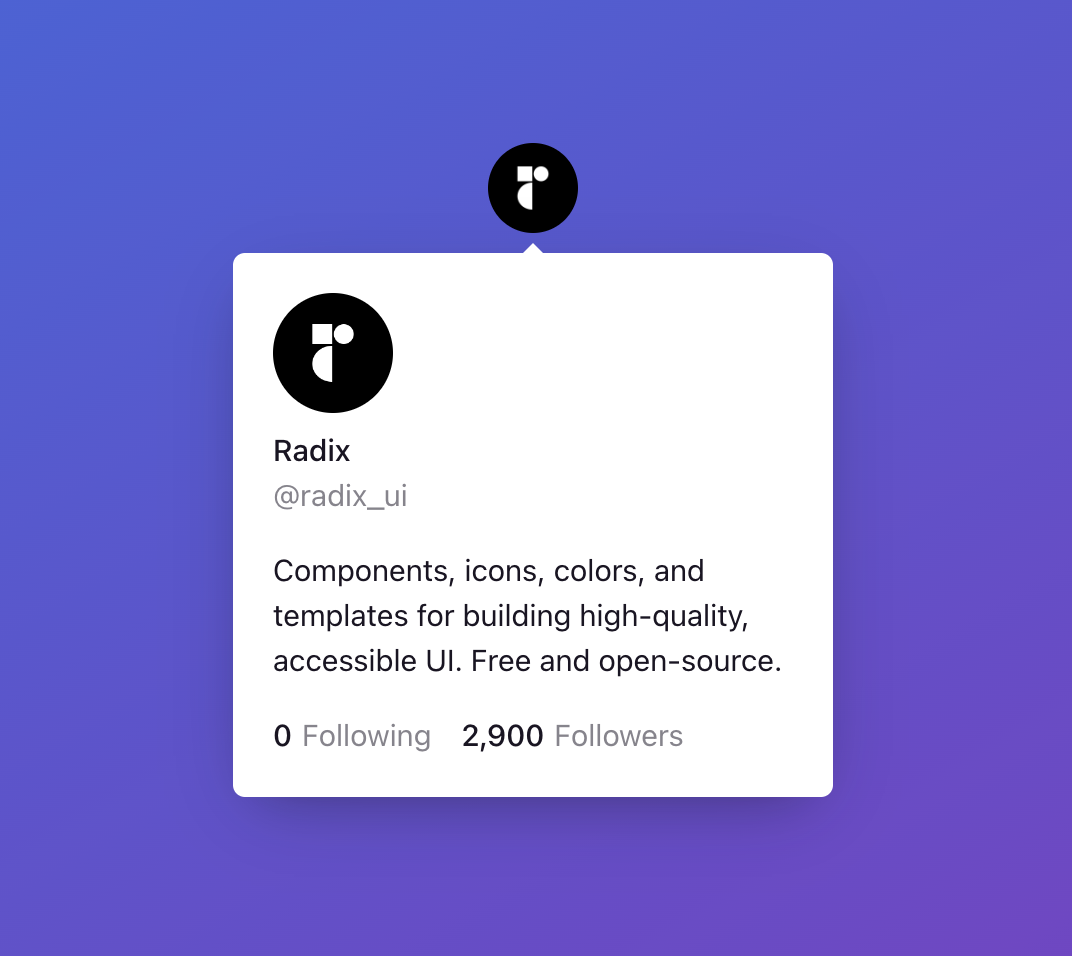 Radix
@radix_ui
Components, icons, colors, and
templates for building high-quality,
accessible UI. Free and open-source.
0 Following 2,900 Followers